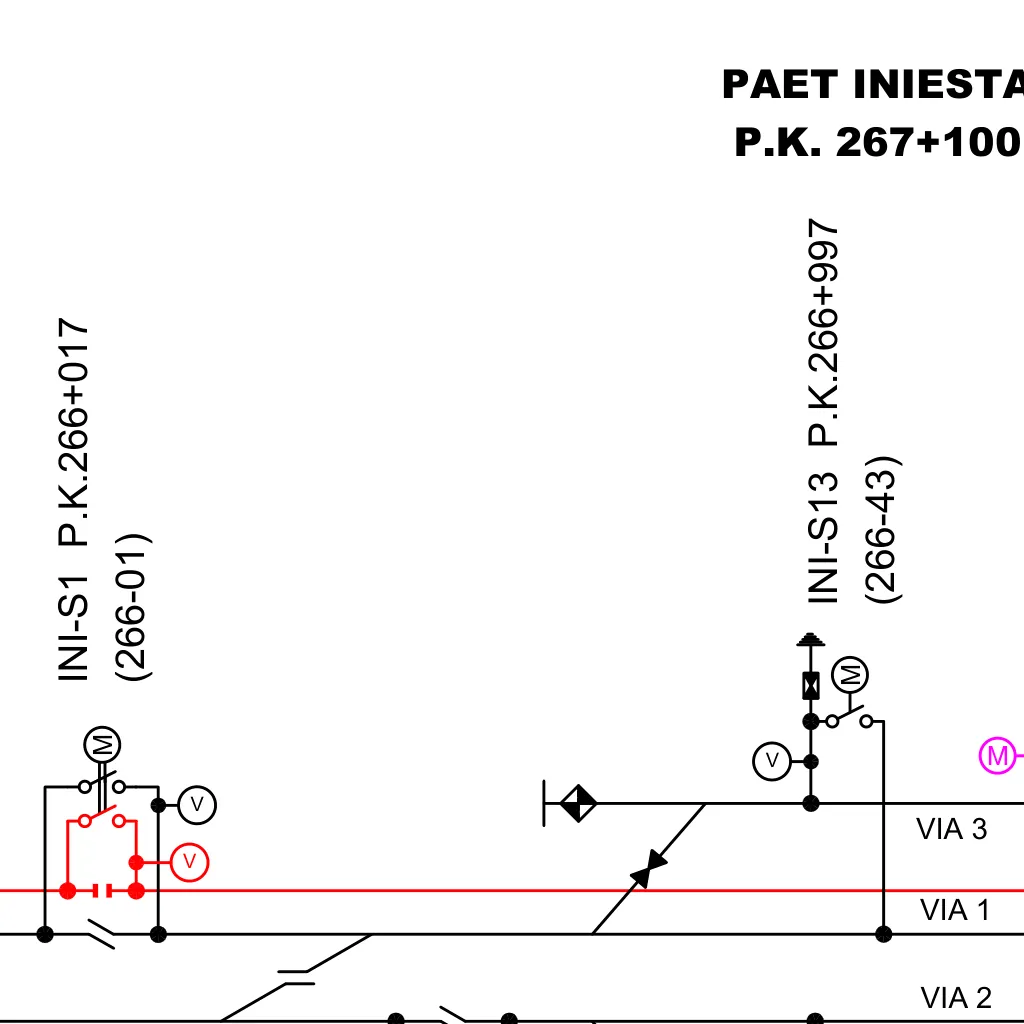 PAET INIESTA
P.K. 267+100
INI-S1 P.K.266+017
(266-01)
INI-S13 P.K.266+997
(266-43)
M
V
V
M
V
M
VIA 3
VIA 1
VIA 2